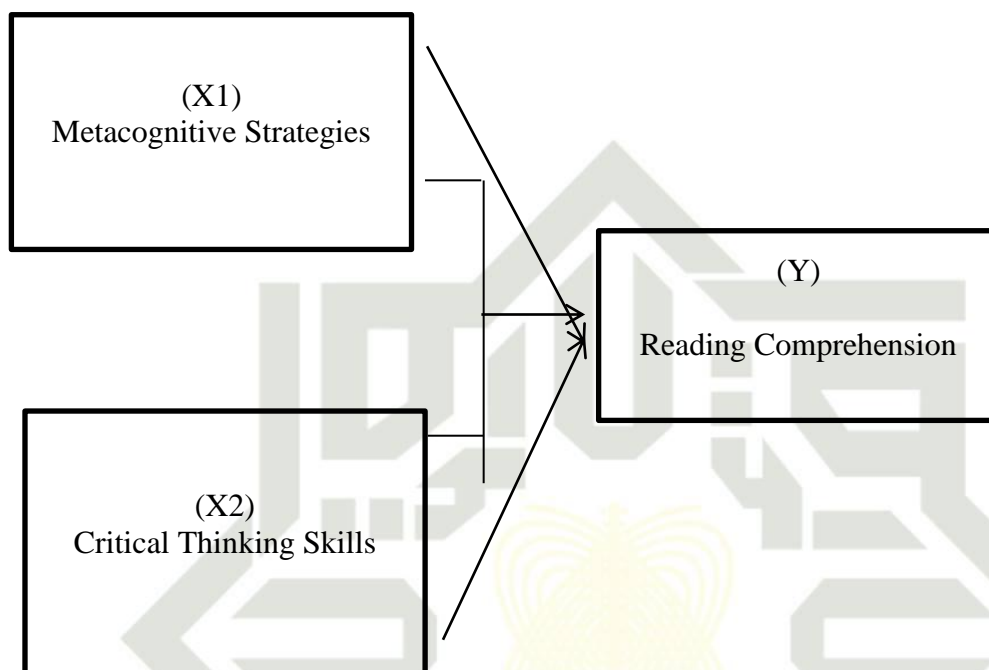 (X1)
Metacognitive Strategies
(Y)
Reading Comprehension
(X2)
Critical Thinking Skills